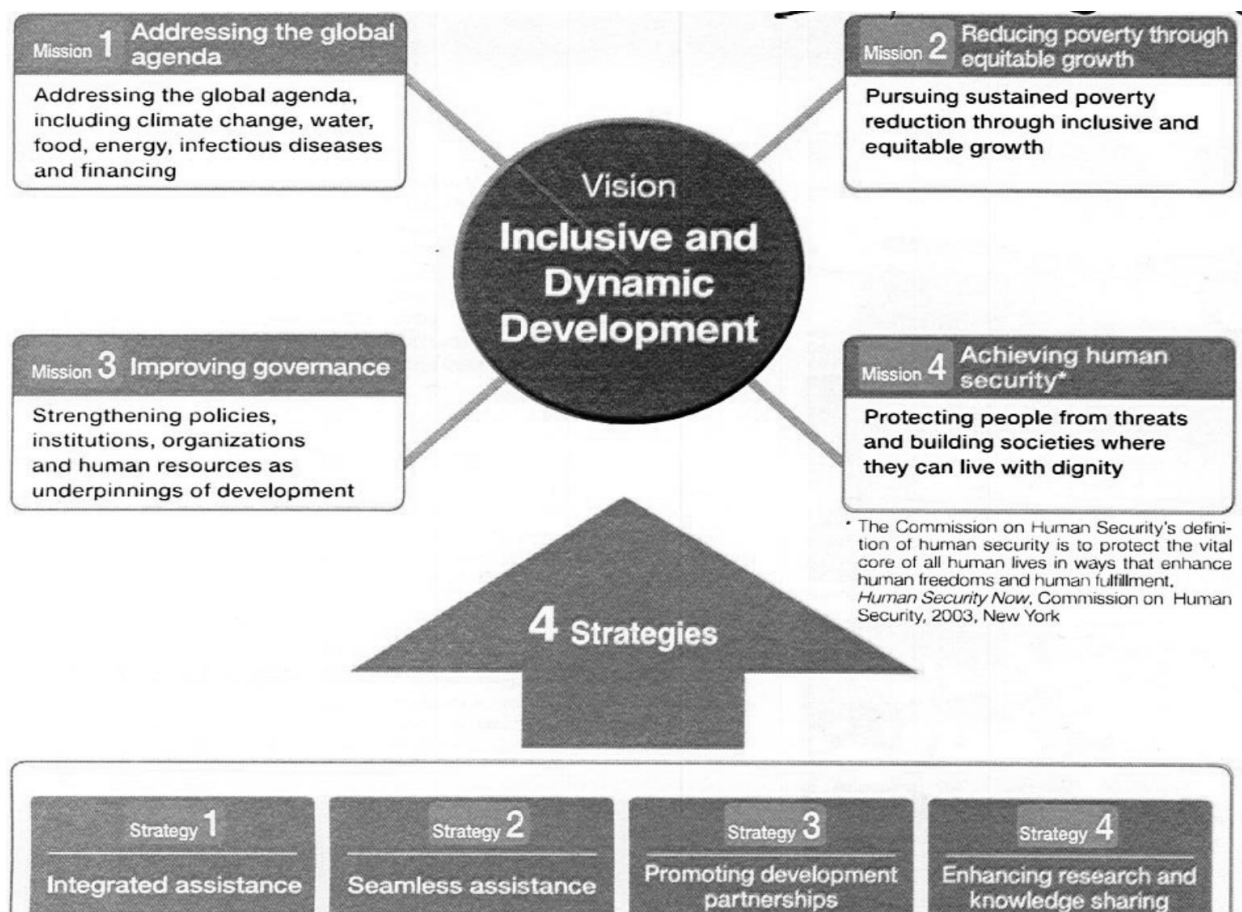 Mission 1 Addressing the global
agenda
Addressing the global agenda,
including climate change, water,
food, energy, infectious diseases
and financing
Mission 2 Reducing poverty through
equitable growth
Pursuing sustained poverty
reduction through inclusive and
equitable growth
Vision
Inclusive and
Dynamic
Development
Mission 3 Improving governance
Strengthening policies,
institutions, organizations
and human resources as
underpinnings of development
Mission 4 Achieving human
security*
Protecting people from threats
and building societies where
they can live with dignity
* The Commission on Human Security's defini-
tion of human security is to protect the vital
core of all human lives in ways that enhance
human freedoms and human fulfillment.
Human Security Now, Commission on Human
Security, 2003, New York
4 Strategies
Strategy 1
Integrated assistance
Strategy 2
Seamless assistance
Strategy 3
Promoting development
partnerships
Strategy 4
Enhancing research and
knowledge sharing